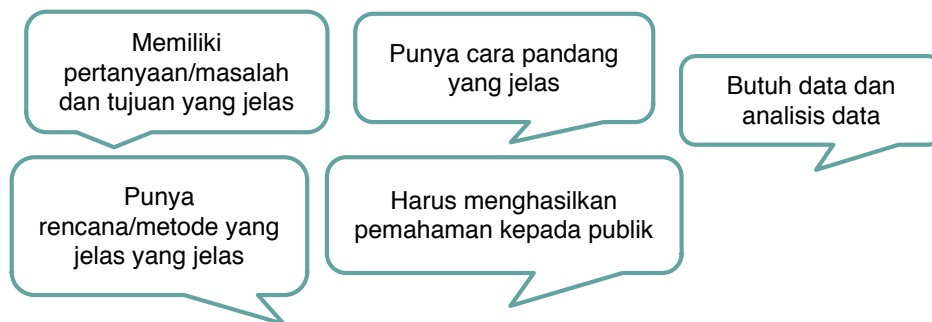 Memiliki
pertanyaan/masalah
dan tujuan yang jelas
Punya cara pandang
yang jelas
Butuh data dan
analisis data
Punya
rencana/metode yang
jelas yang jelas
Harus menghasilkan
pemahaman kepada publik